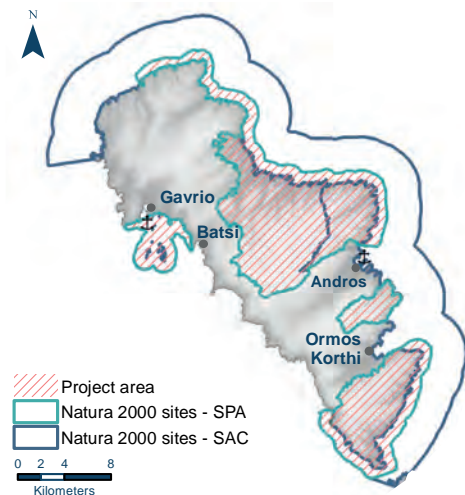 N
Gavrio
Batsi
Andros
Ormos
Korthi
Project area
Natura 2000 sites - SPA
Natura 2000 sites - SAC
0 2 4 8
Kilometers